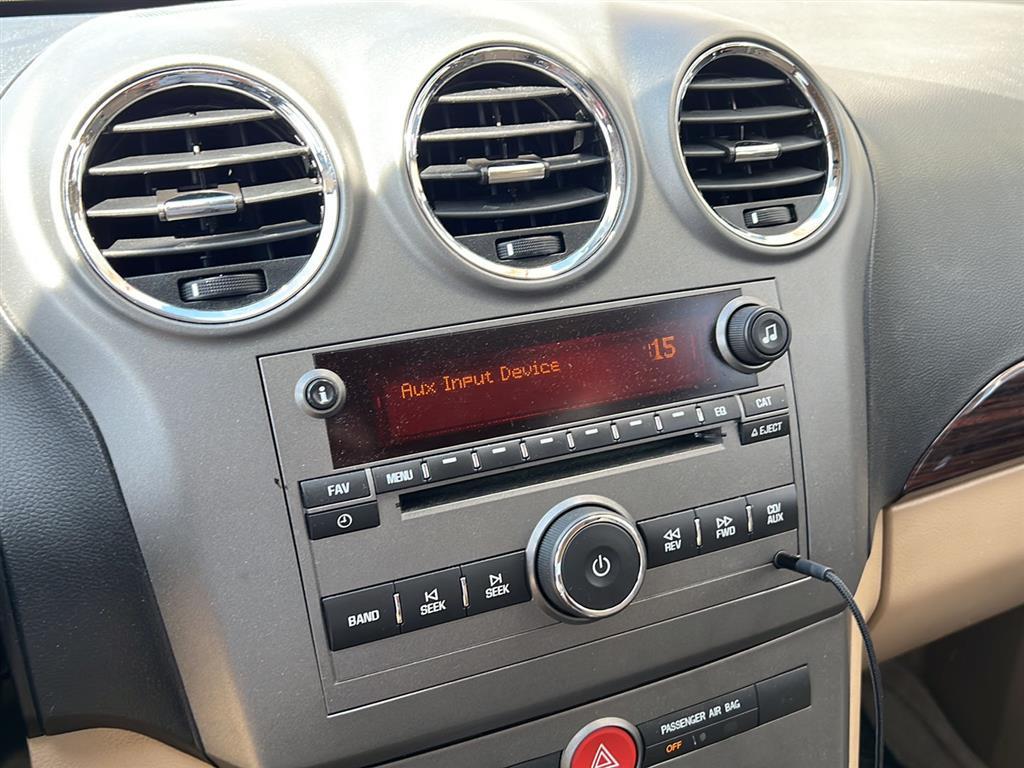 Aux Input Device 15
i
FAV MENU EQ CAT
EJECT
BAND SEEK SEEK REV FWD CD/AUX
PASSENGER AIR BAG
OFF